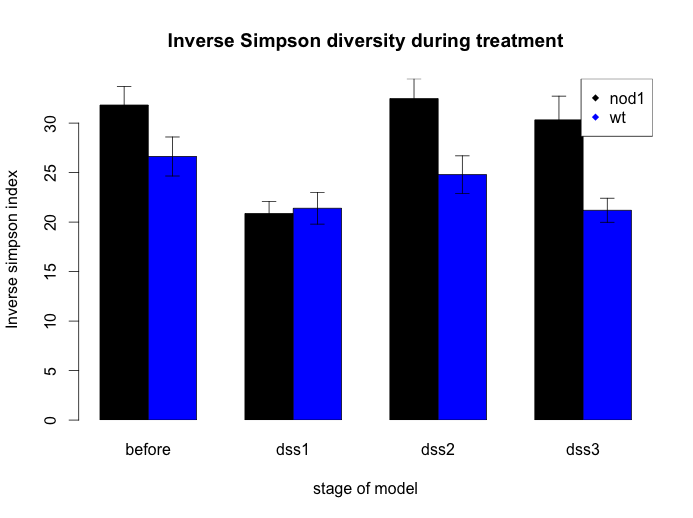 Inverse Simpson diversity during treatment
nod1
wt
Inverse simpson index
30
25
20
15
10
5
0
before dss1 dss2 dss3
stage of model